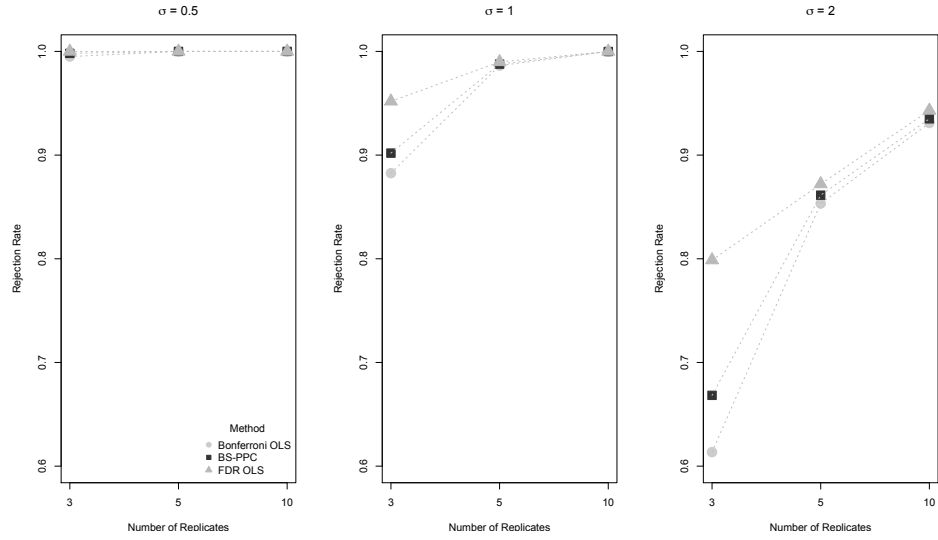 σ = 0.5
Rejection Rate
1.0
0.9
0.8
0.7
0.6
Method
Bonferroni OLS
BS-PPC
FDR OLS
3
5
10
Number of Replicates
σ = 1
Rejection Rate
1.0
0.9
0.8
0.7
0.6
3
5
10
Number of Replicates
σ = 2
Rejection Rate
1.0
0.9
0.8
0.7
0.6
3
5
10
Number of Replicates